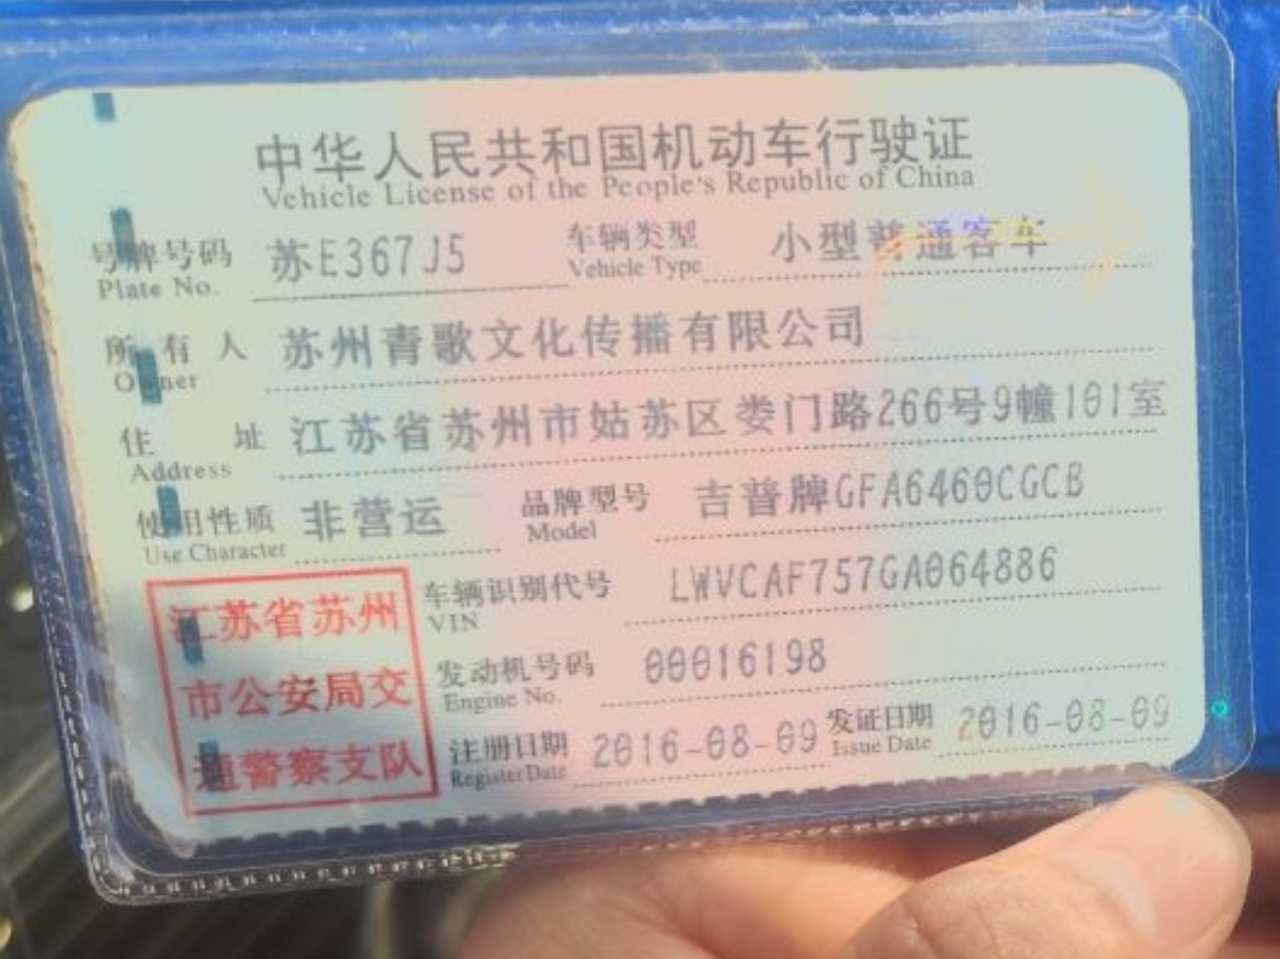 中华人民共和国机动车行驶证
Vehicle License of the People's Republic of China
号牌号码 苏E367J5 车辆类型 小型普通客车
Plate No. Vehicle Type
所有人 苏州青歌文化传播有限公司
Owner
住址 江苏省苏州市姑苏区娄门路266号9幢101室
Address
使用性质 非营运 品牌型号 吉普牌GFA6460CGCB
Use Character Model
车辆识别代号 LWVCAF757GA064886
VIN
发动机号码 00016198
Engine No.
注册日期 2016-08-09 发证日期 2016-08-09
Register Date Issue Date
江苏省苏州
市公安局交
通警察支队